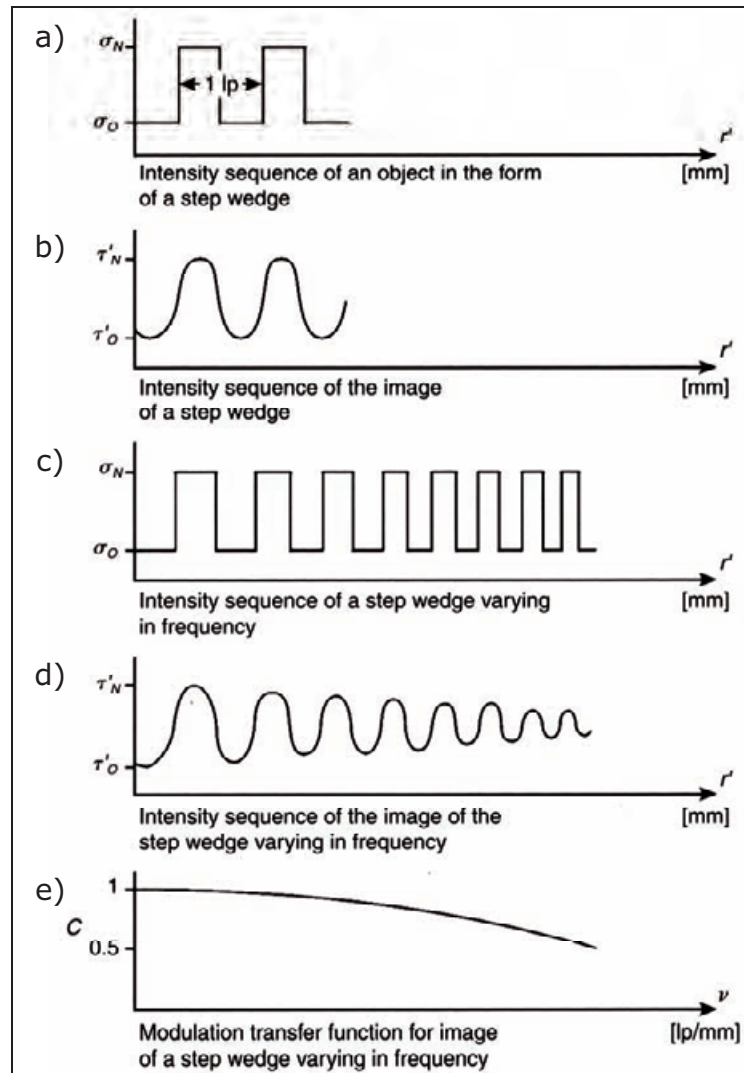 a)
σN
1 lp
σO
r'
Intensity sequence of an object in the form
[mm]
of a step wedge
b)
τ'N
τ'O
r'
Intensity sequence of the image
[mm]
of a step wedge
c)
σN
σO
r'
Intensity sequence of a step wedge varying
[mm]
in frequency
d)
τ'N
τ'O
r'
Intensity sequence of the image of the
[mm]
step wedge varying in frequency
e)
1
C
0.5
ν
Modulation transfer function for image
[lp/mm]
of a step wedge varying in frequency